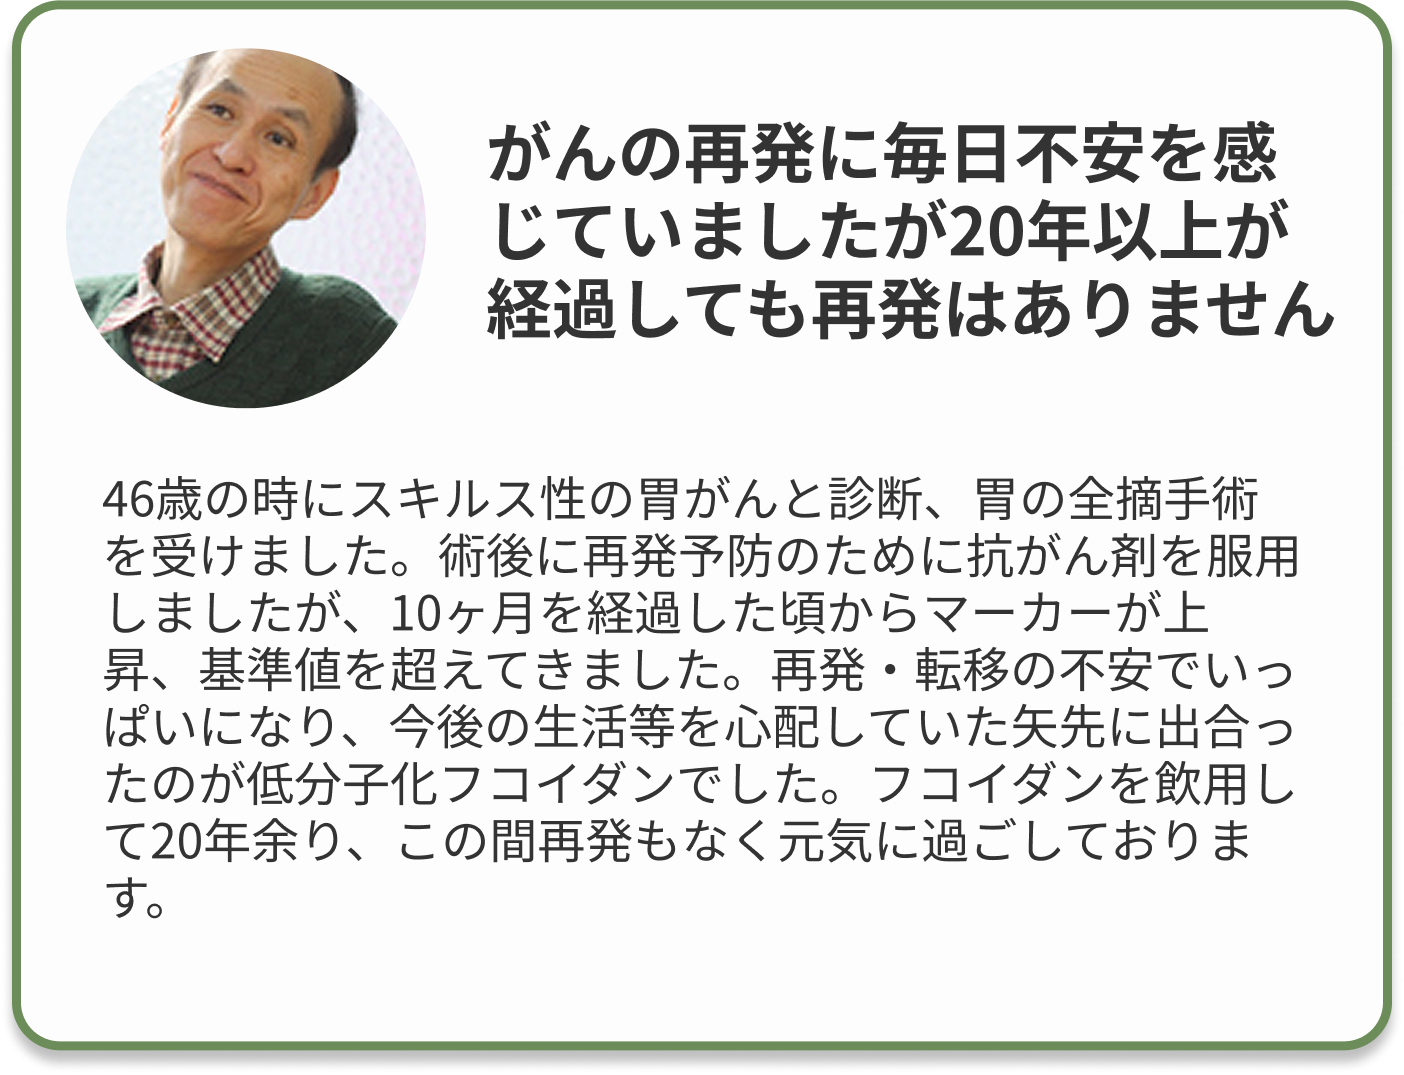 がんの再発に毎日不安を感
じていましたが20年以上が
経過しても再発はありません
46歳の時にスキルス性の胃がんと診断、胃の全摘手術
を受けました。術後に再発予防のために抗がん剤を服用
しましたが、10ヶ月を経過した頃からマーカーが上
昇、基準値を超えてきました。再発・転移の不安でいっ
ぱいになり、今後の生活等を心配していた矢先に出合っ
たのが低分子化フコイダンでした。フコイダンを飲用し
て20年余り、この間再発もなく元気に過ごしておりま
す。